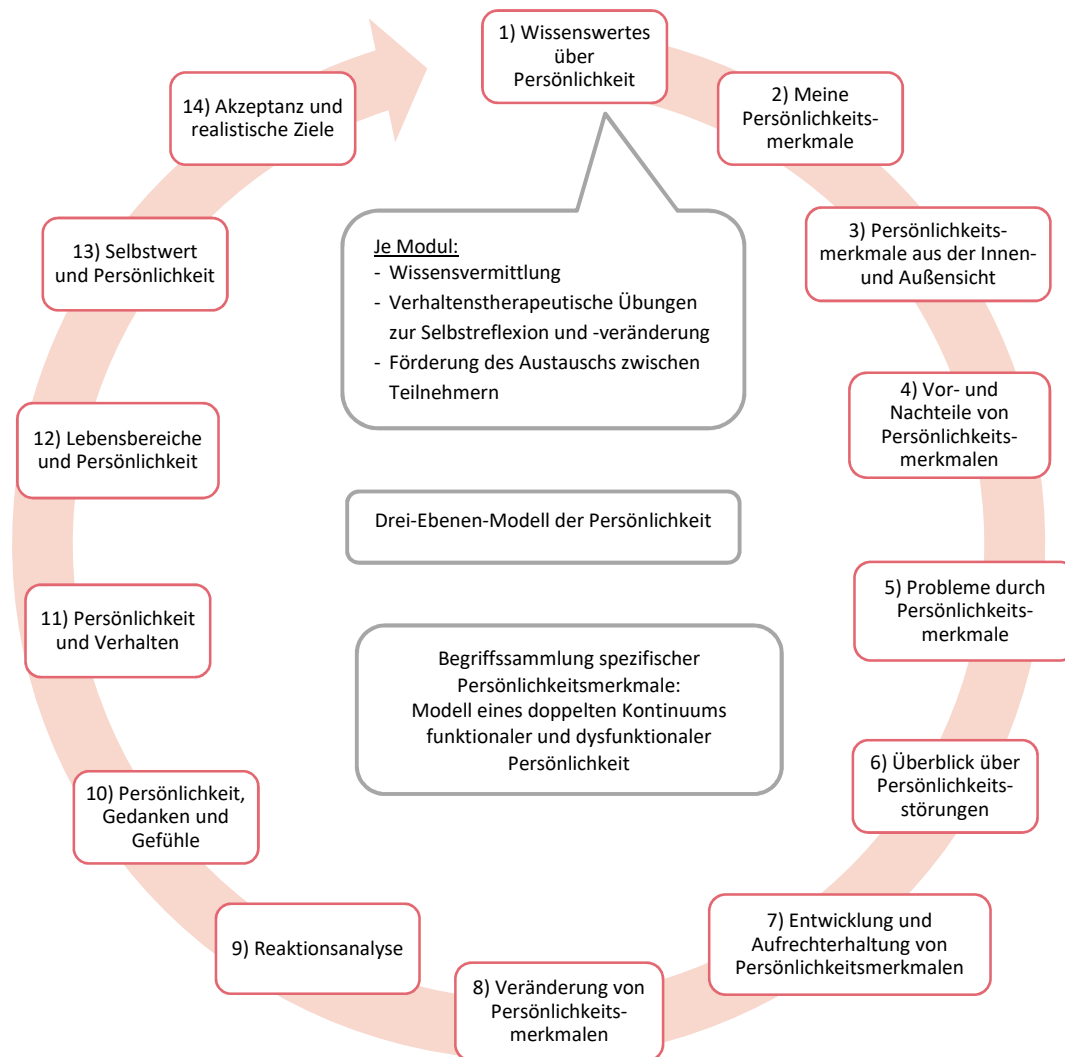 1) Wissenswertes
über
Persönlichkeit
2) Meine
Persönlichkeits-
merkmale
3) Persönlichkeits-
merkmale aus der Innen-
und Außensicht
4) Vor- und
Nachteile von
Persönlichkeits-
merkmalen
5) Probleme durch
Persönlichkeits-
merkmale
6) Überblick über
Persönlichkeits-
störungen
7) Entwicklung und
Aufrechterhaltung von
Persönlichkeitsmerkmalen
8) Veränderung von
Persönlichkeits-
merkmalen
9) Reaktionsanalyse
10) Persönlichkeit,
Gedanken und
Gefühle
11) Persönlichkeit
und Verhalten
12) Lebensbereiche
und Persönlichkeit
13) Selbstwert
und Persönlichkeit
14) Akzeptanz und
realistische Ziele
Je Modul:
- Wissensvermittlung
- Verhaltenstherapeutische Übungen
zur Selbstreflexion und -veränderung
- Förderung des Austauschs zwischen
Teilnehmern
Drei-Ebenen-Modell der Persönlichkeit
Begriffssammlung spezifischer
Persönlichkeitsmerkmale:
Modell eines doppelten Kontinuums
funktionaler und dysfunktionaler
Persönlichkeit